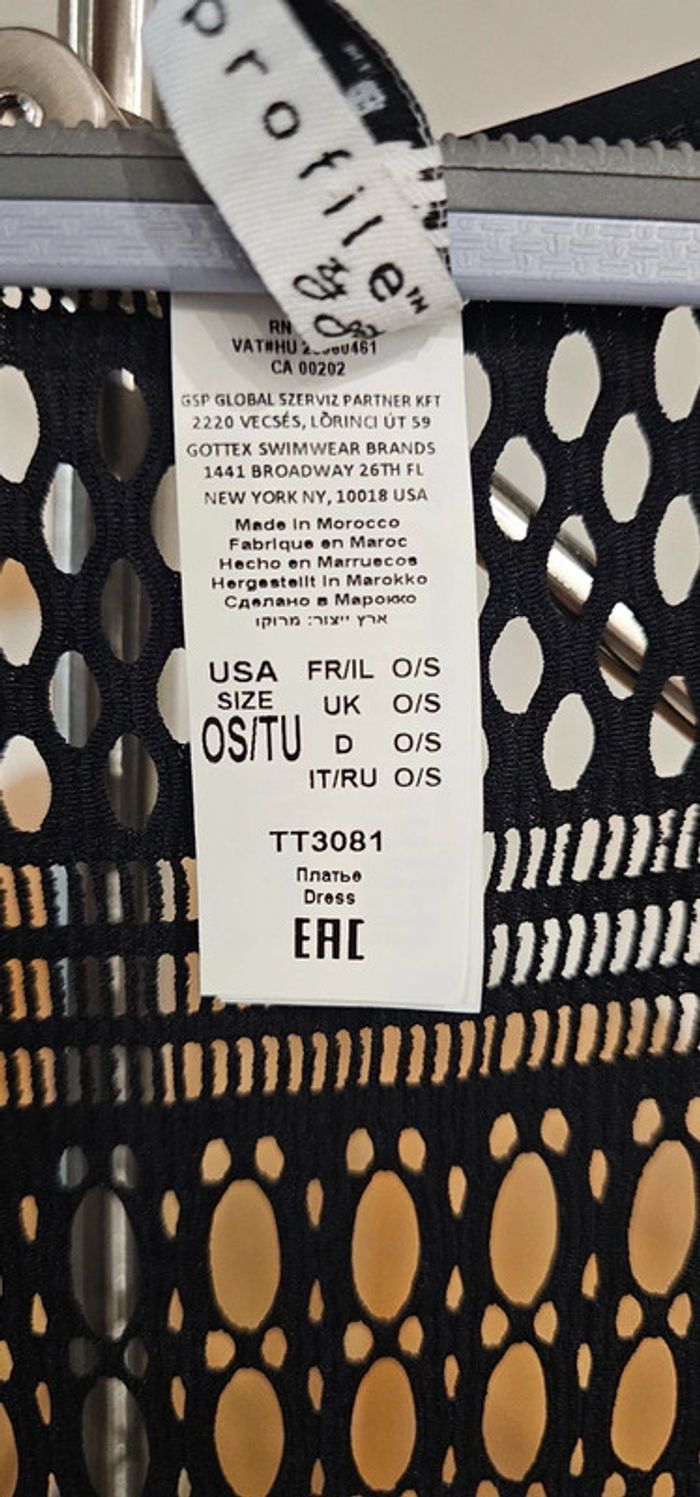 profile™
RN
VAT#HU
CA 00202
GSP GLOBAL SZERVIZ PARTNER KFT
2220 VECSÉS, LŐRINCI ÚT 59
GOTTEX SWIMWEAR BRANDS
1441 BROADWAY 26TH FL
NEW YORK NY, 10018 USA
Made in Morocco
Fabrique en Maroc
Hecho en Marruecos
Hergestellt in Marokko
Сделано в Марокко
ארץ ייצור: מרוקו
USA FR/IL O/S
SIZE UK O/S
OS/TU D O/S
IT/RU O/S
TT3081
Платье
Dress
EAC